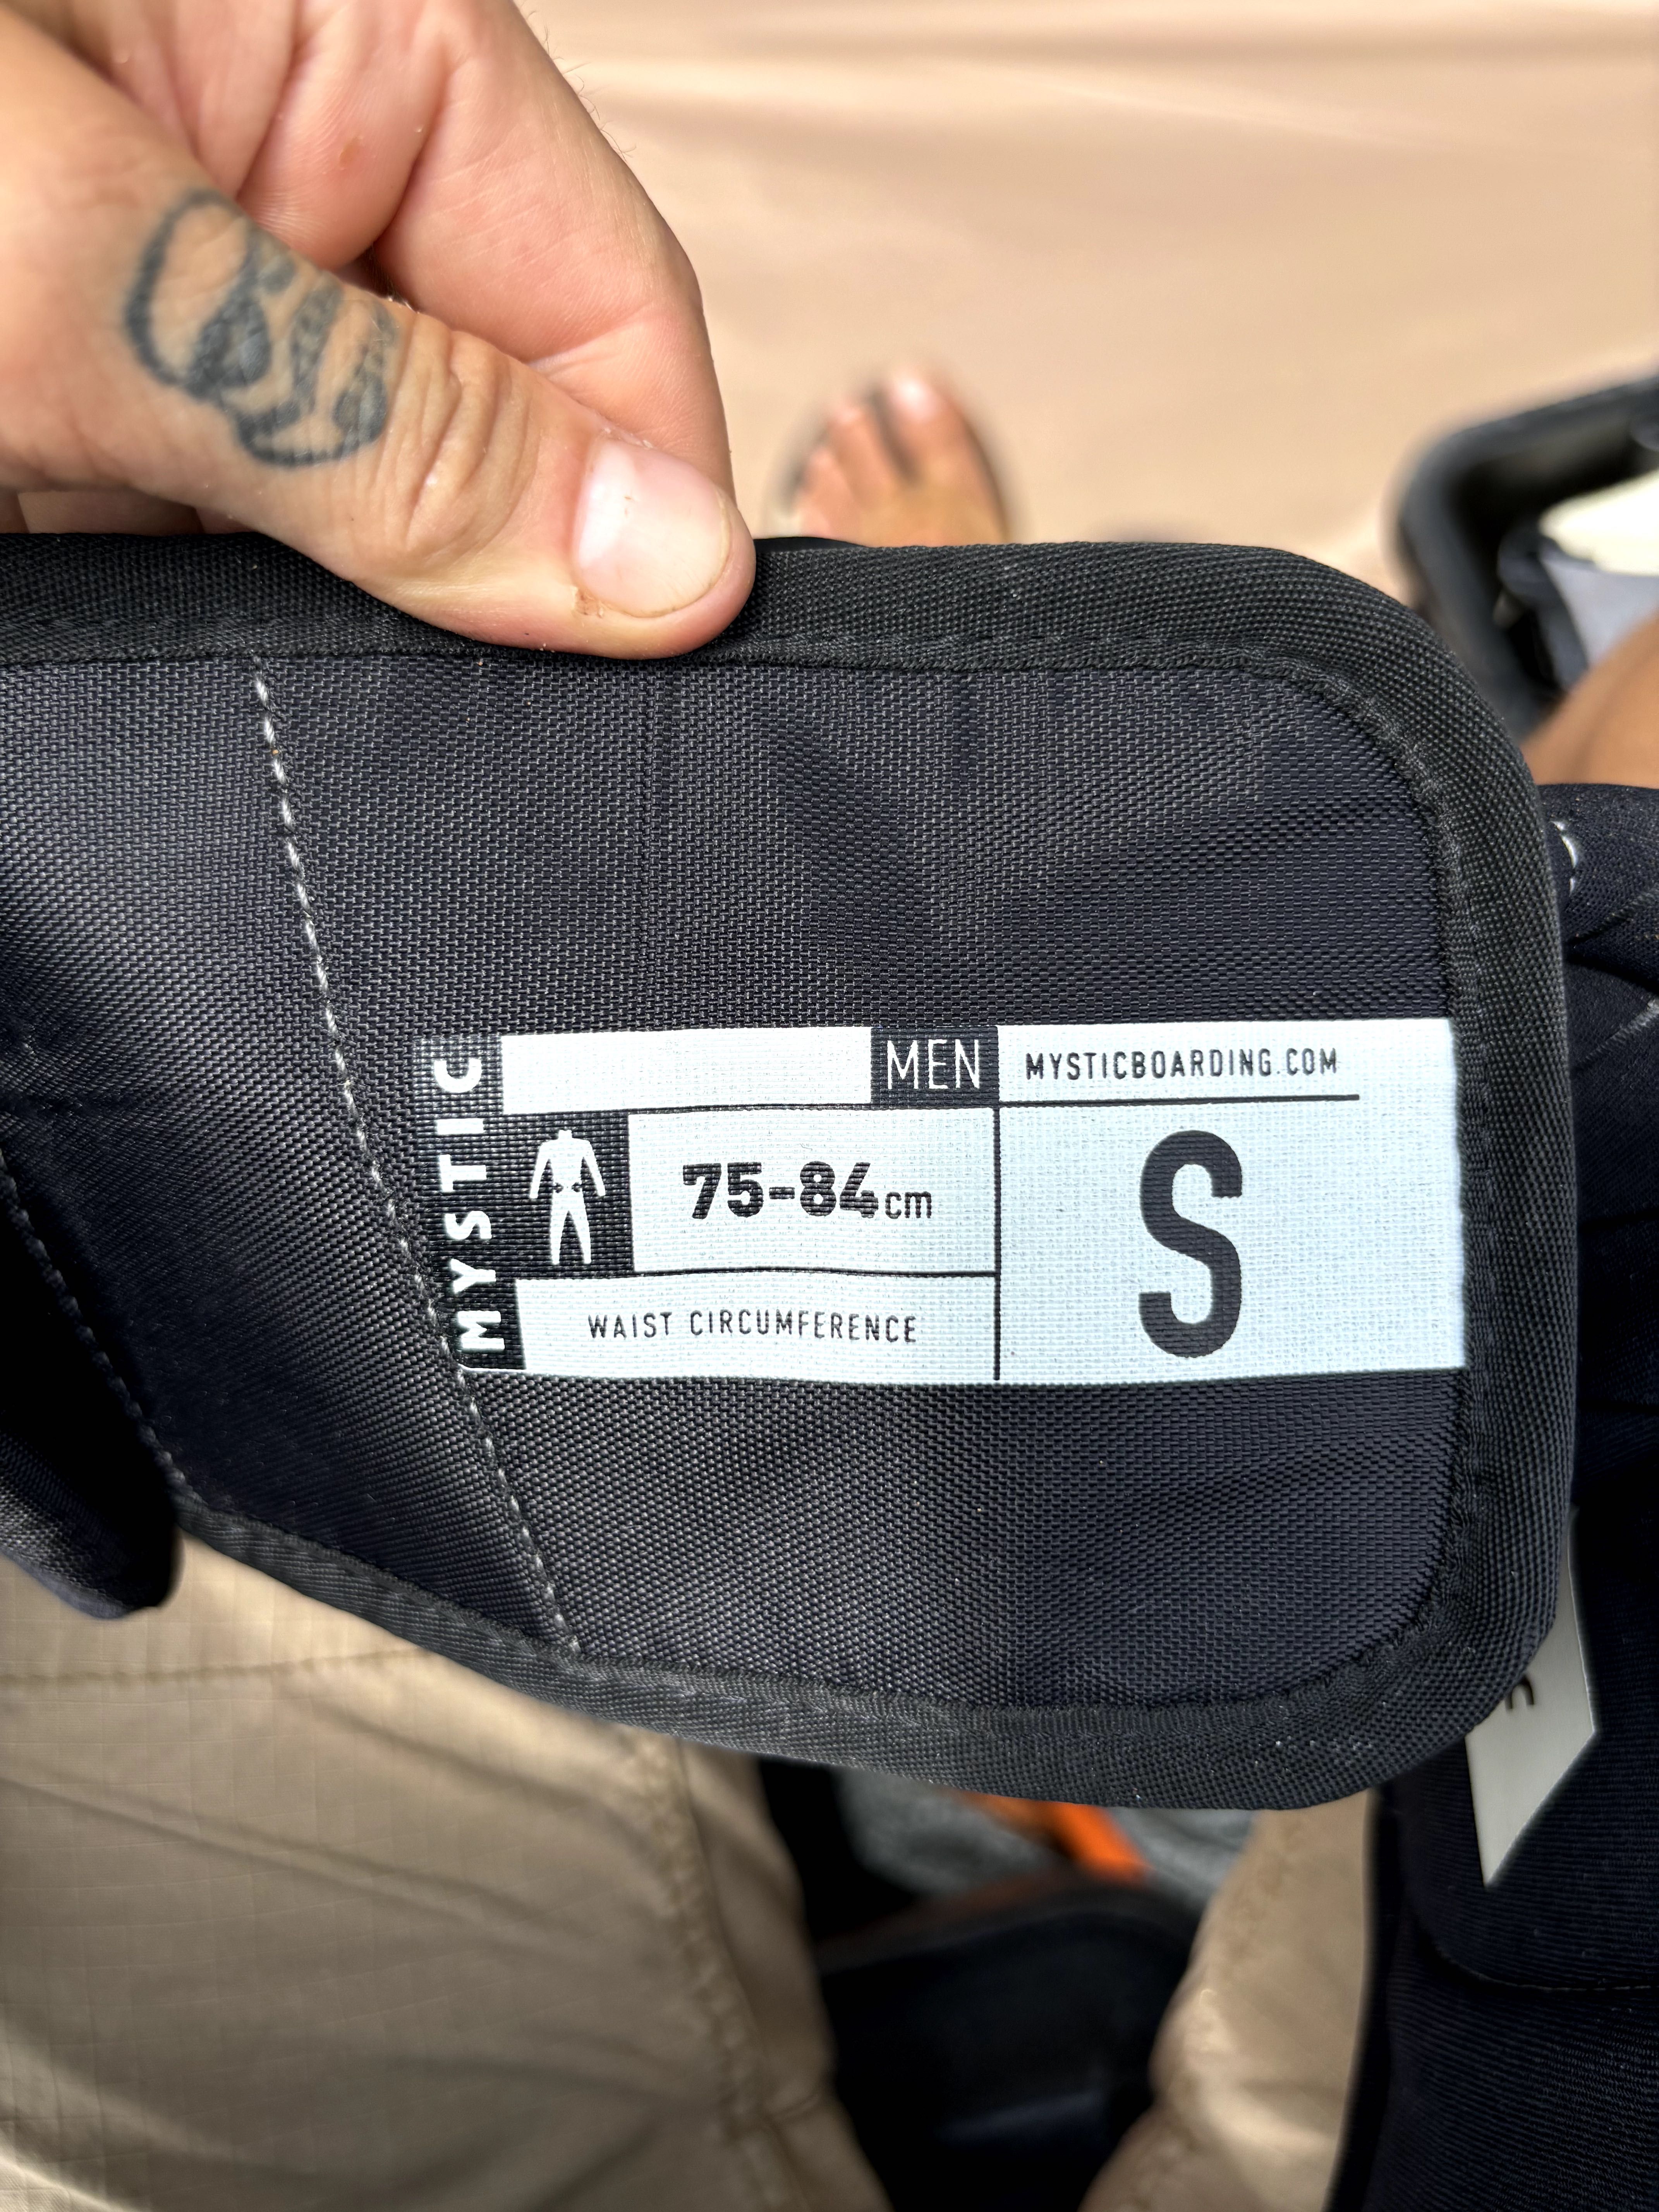 MYSTIC
MEN
MYSTICBOARDING.COM
75-84cm
WAIST CIRCUMFERENCE
S